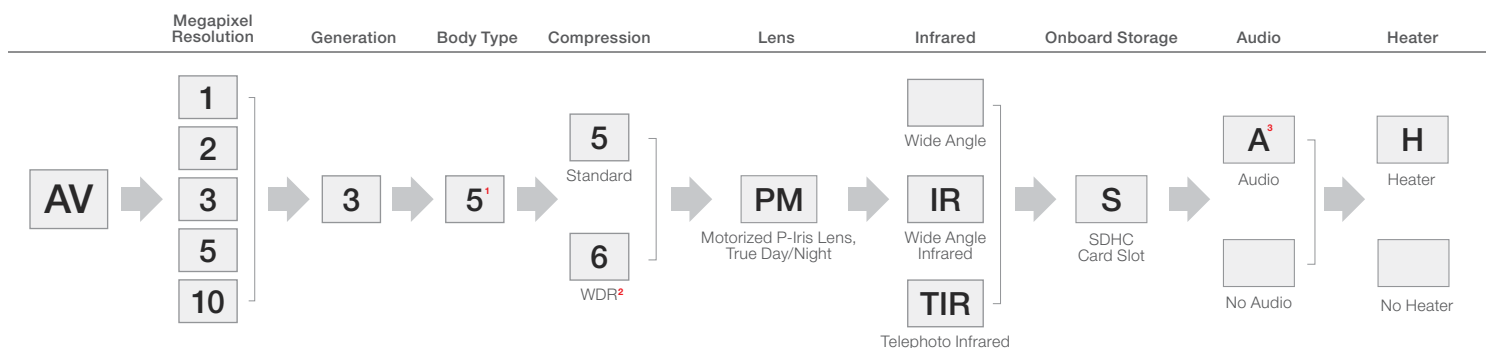 Megapixel
Resolution
Generation
Body Type
Compression
Lens
Infrared
Onboard Storage
Audio
Heater
AV
1
2
3
5
10
3
5¹
5
Standard
6
WDR²
PM
Motorized P-Iris Lens,
True Day/Night
Wide Angle
IR
Wide Angle
Infrared
TIR
Telephoto Infrared
S
SDHC
Card Slot
A³
Audio
No Audio
H
Heater
No Heater